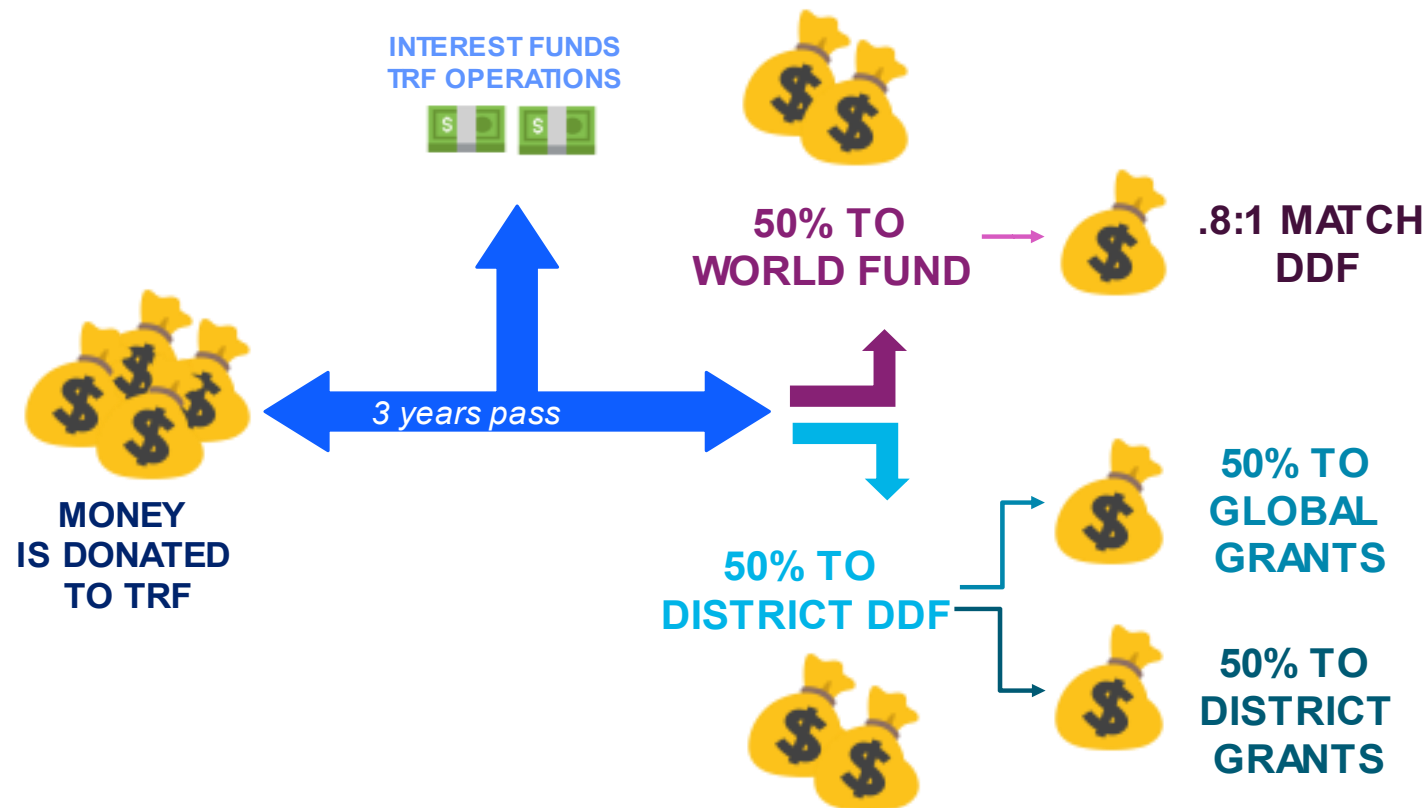 INTEREST FUNDS
TRF OPERATIONS
$ $
$
$
50% TO
WORLD FUND
$
.8:1 MATCH
DDF
$
$
$
$
3 years pass
MONEY
IS DONATED
TO TRF
50% TO
DISTRICT DDF
$
$
$
50% TO
GLOBAL
GRANTS
$
50% TO
DISTRICT
GRANTS